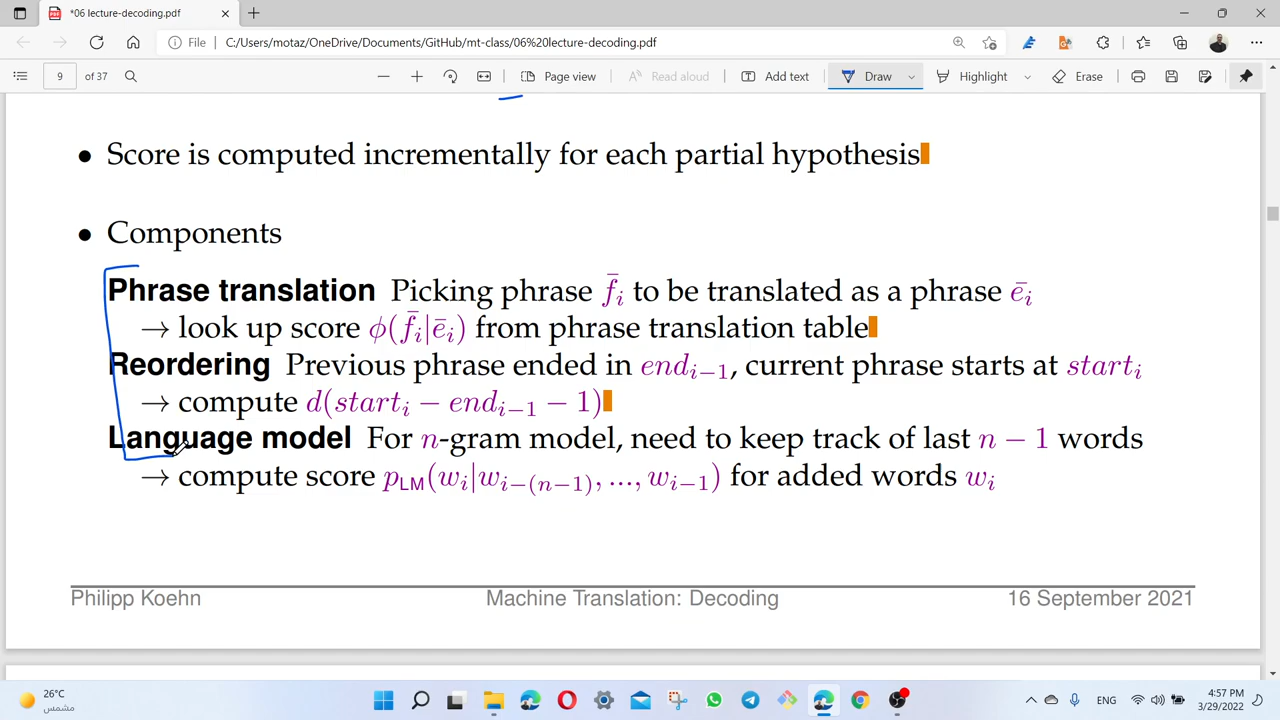 *06 lecture-decoding.pdf
File C:/Users/motaz/OneDrive/Documents/GitHub/mt-class/06%20lecture-decoding.pdf
9 of 37 Page view Read aloud Add text Draw Highlight Erase
• Score is computed incrementally for each partial hypothesis
• Components
Phrase translation Picking phrase f̄ᵢ to be translated as a phrase ēᵢ
→ look up score ϕ(f̄ᵢ|ēᵢ) from phrase translation table
Reordering Previous phrase ended in endᵢ₋₁, current phrase starts at startᵢ
→ compute d(startᵢ − endᵢ₋₁ − 1)
Language model For n-gram model, need to keep track of last n − 1 words
→ compute score p_LM(wᵢ|wᵢ₋₍ₙ₋₁₎, ..., wᵢ₋₁) for added words wᵢ
Philipp Koehn Machine Translation: Decoding 16 September 2021
26°C
مشمس
ENG
4:57 PM
3/29/2022